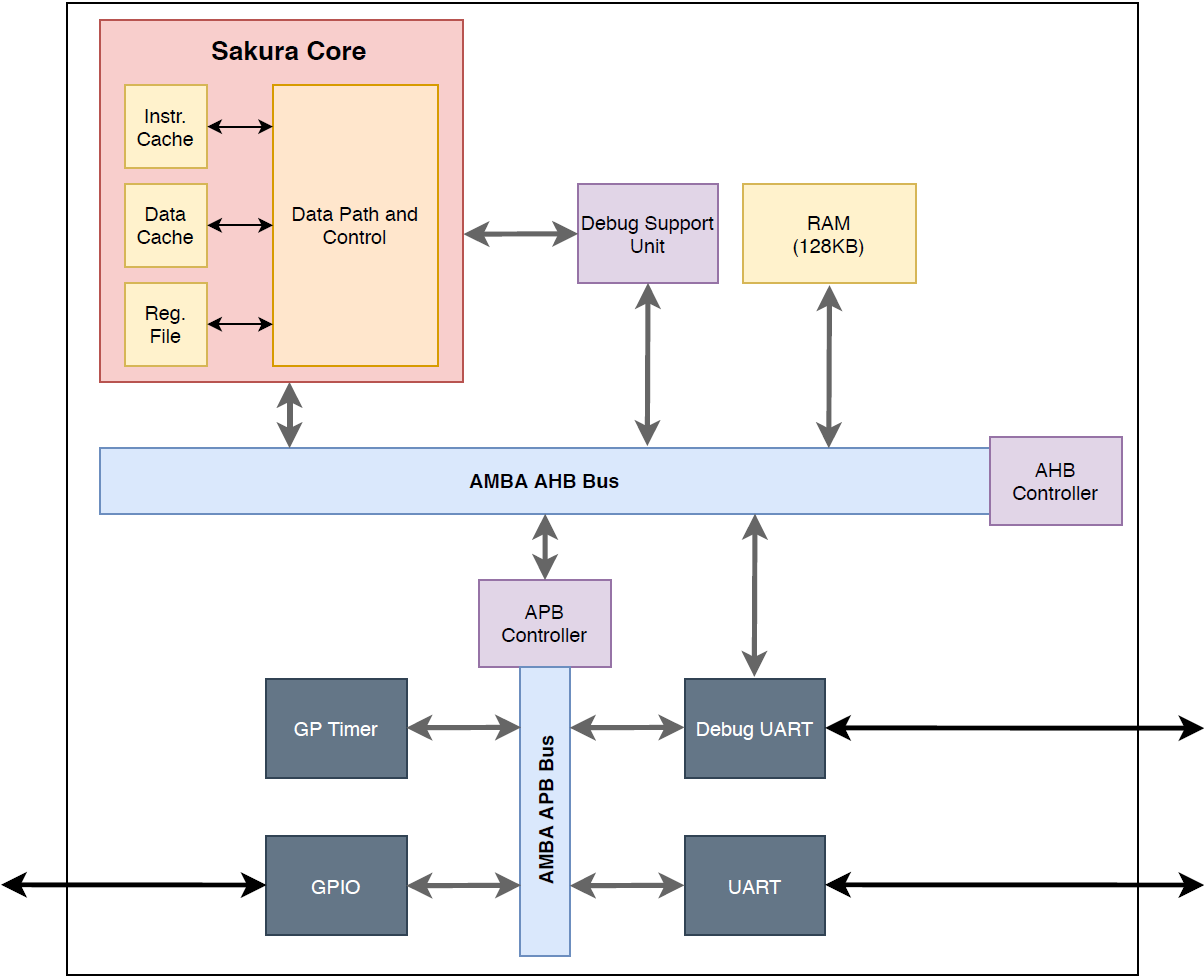 Sakura Core
Instr.
Cache
Data
Cache
Reg.
File
Data Path and
Control
Debug Support
Unit
RAM
(128KB)
AMBA AHB Bus
AHB
Controller
APB
Controller
GP Timer
AMBA APB Bus
Debug UART
GPIO
UART